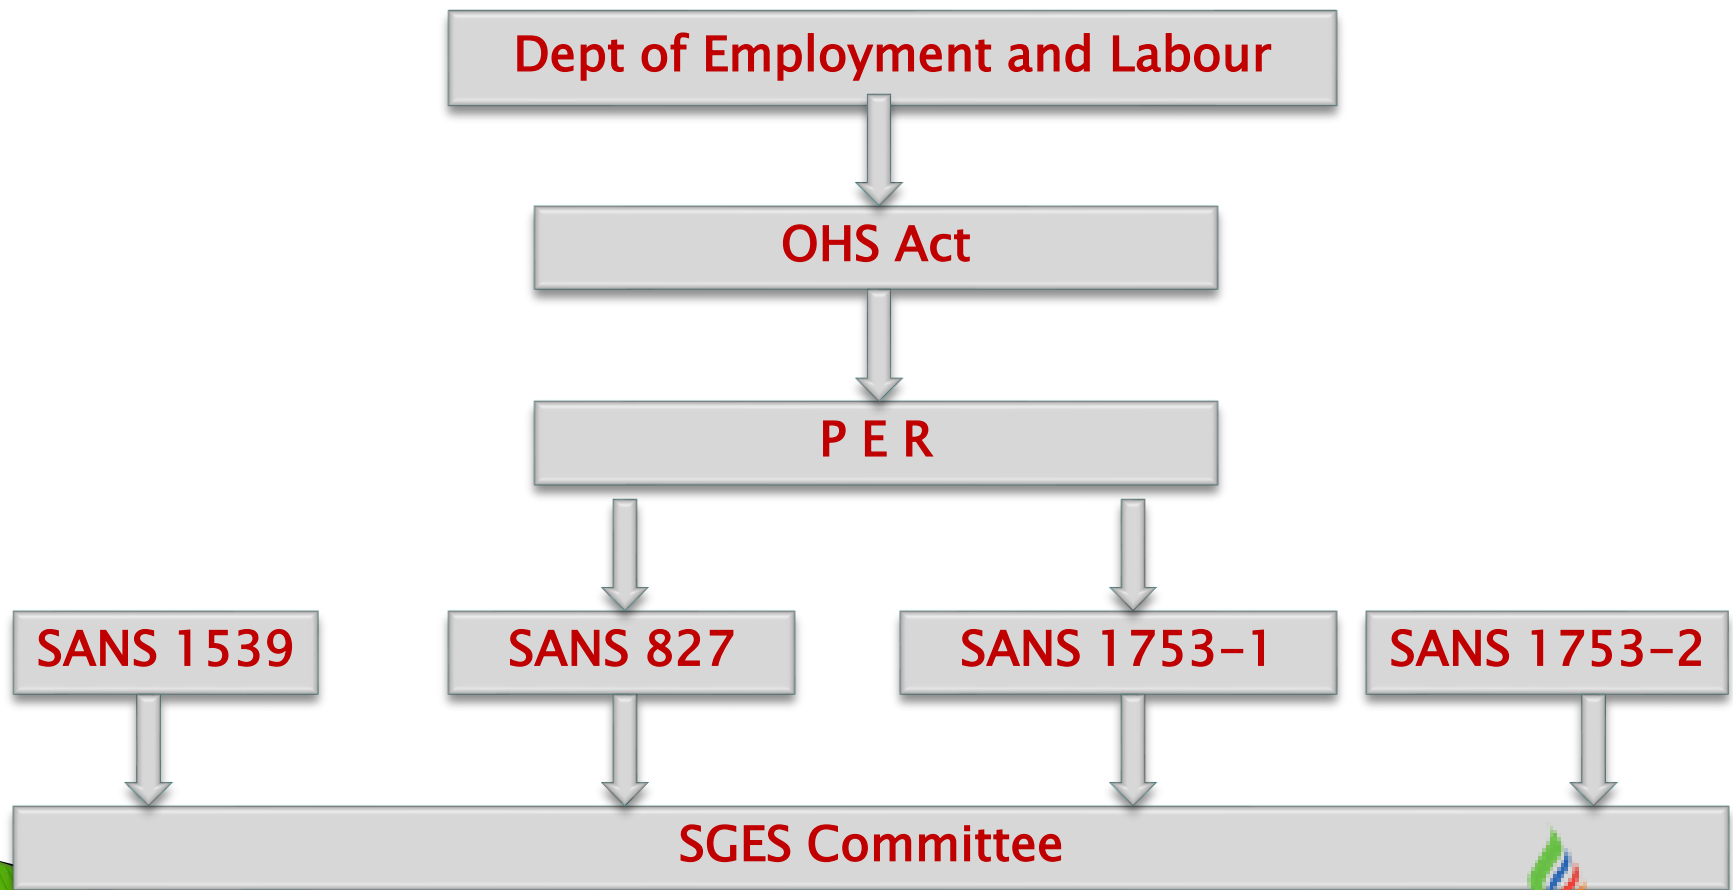 Dept of Employment and Labour
OHS Act
P E R
SANS 1539
SANS 827
SANS 1753-1
SANS 1753-2
SGES Committee